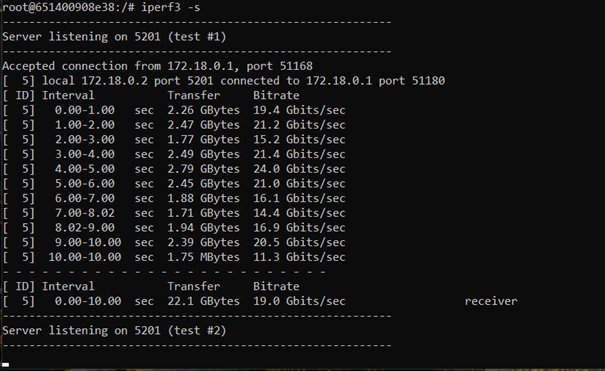 root@651400908e38:/# iperf3 -s
-----------------------------------------------------------
Server listening on 5201 (test #1)
-----------------------------------------------------------
Accepted connection from 172.18.0.1, port 51168
[  5] local 172.18.0.2 port 5201 connected to 172.18.0.1 port 51180
[ ID] Interval           Transfer     Bitrate
[  5]   0.00-1.00   sec  2.26 GBytes  19.4 Gbits/sec
[  5]   1.00-2.00   sec  2.47 GBytes  21.2 Gbits/sec
[  5]   2.00-3.00   sec  1.77 GBytes  15.2 Gbits/sec
[  5]   3.00-4.00   sec  2.49 GBytes  21.4 Gbits/sec
[  5]   4.00-5.00   sec  2.79 GBytes  24.0 Gbits/sec
[  5]   5.00-6.00   sec  2.45 GBytes  21.0 Gbits/sec
[  5]   6.00-7.00   sec  1.88 GBytes  16.1 Gbits/sec
[  5]   7.00-8.02   sec  1.71 GBytes  14.4 Gbits/sec
[  5]   8.02-9.00   sec  1.94 GBytes  16.9 Gbits/sec
[  5]   9.00-10.00  sec  2.39 GBytes  20.5 Gbits/sec
[  5]  10.00-10.00  sec  1.75 MBytes  11.3 Gbits/sec
- - - - - - - - - - - - - - - - - - - - - - - - -
[ ID] Interval           Transfer     Bitrate
[  5]   0.00-10.00  sec  22.1 GBytes  19.0 Gbits/sec                  receiver
-----------------------------------------------------------
Server listening on 5201 (test #2)
-----------------------------------------------------------